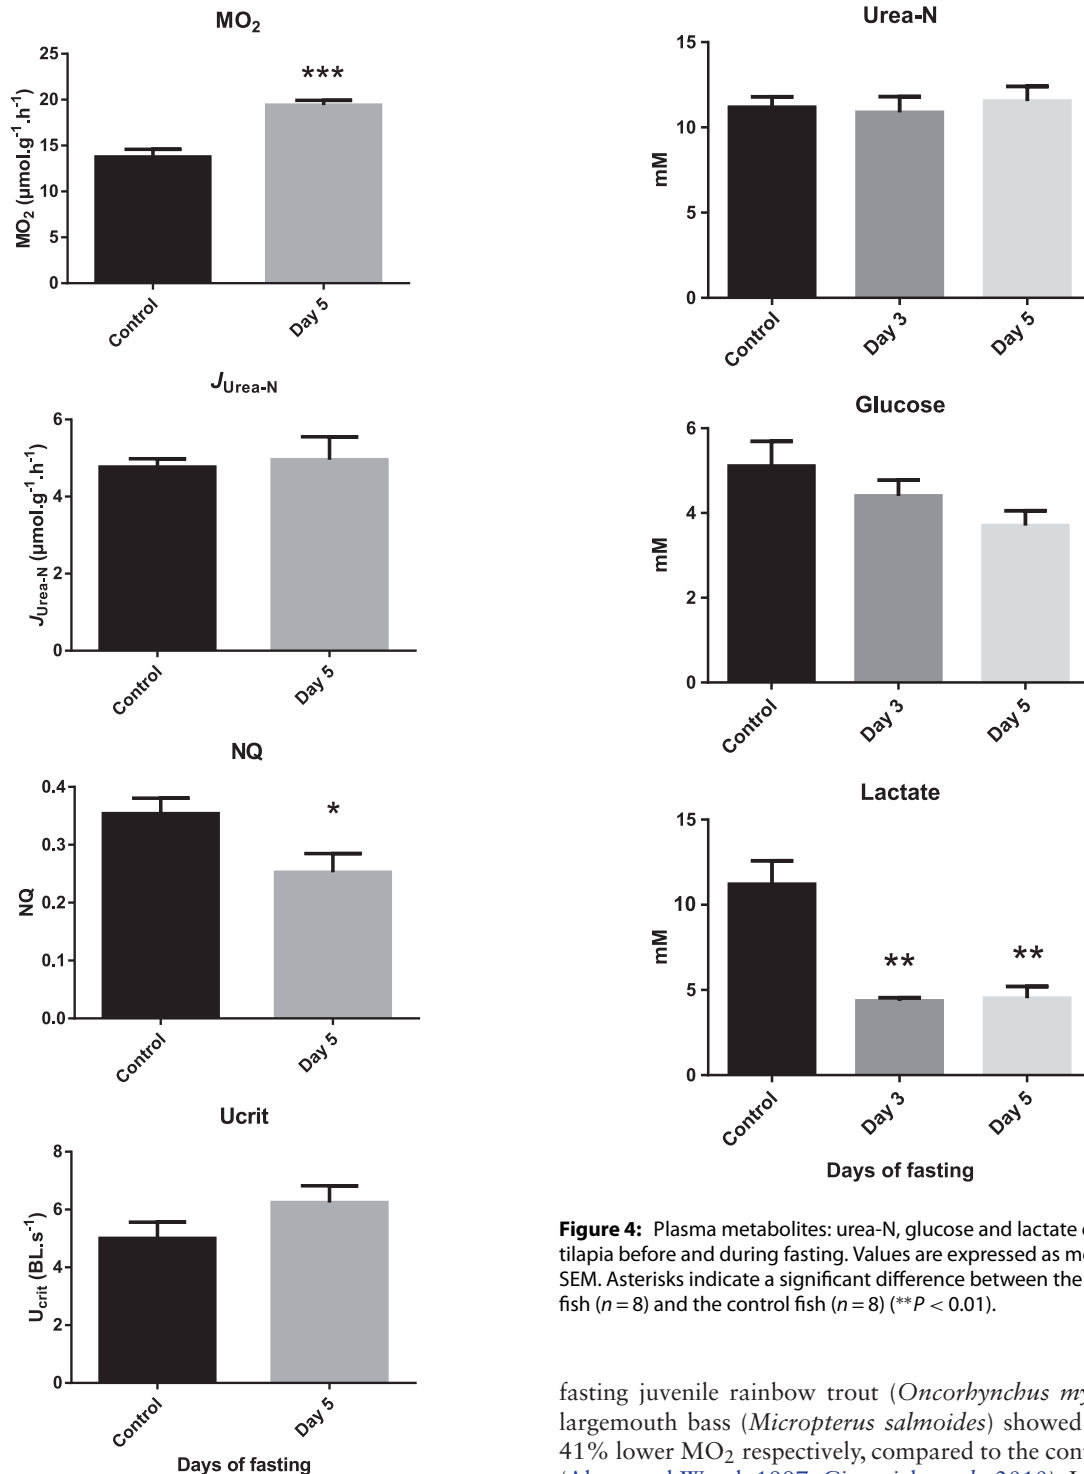 MO₂
25
20
15
10
5
0
MO₂ (µmol.g⁻¹.h⁻¹)
***
Control
Day 5
J Urea-N
6
4
2
0
J Urea-N (µmol.g⁻¹.h⁻¹)
Control
Day 5
NQ
0.4
0.3
0.2
0.1
0.0
NQ
*
Control
Day 5
Ucrit
8
6
4
2
0
Ucrit (BL.s⁻¹)
Control
Day 5
Days of fasting
Urea-N
15
10
5
0
mM
Control
Day 3
Day 5
Glucose
6
4
2
0
mM
Control
Day 3
Day 5
Lactate
15
10
5
0
mM
**
**
Control
Day 3
Day 5
Days of fasting
Figure 4: Plasma metabolites: urea-N, glucose and lactate
tilapia before and during fasting. Values are expressed as
SEM. Asterisks indicate a significant difference between the
fish (n = 8) and the control fish (n = 8) (**P < 0.01).
fasting juvenile rainbow trout (Oncorhynchus
largemouth bass (Micropterus salmoides) showed
41% lower MO₂ respectively, compared to the